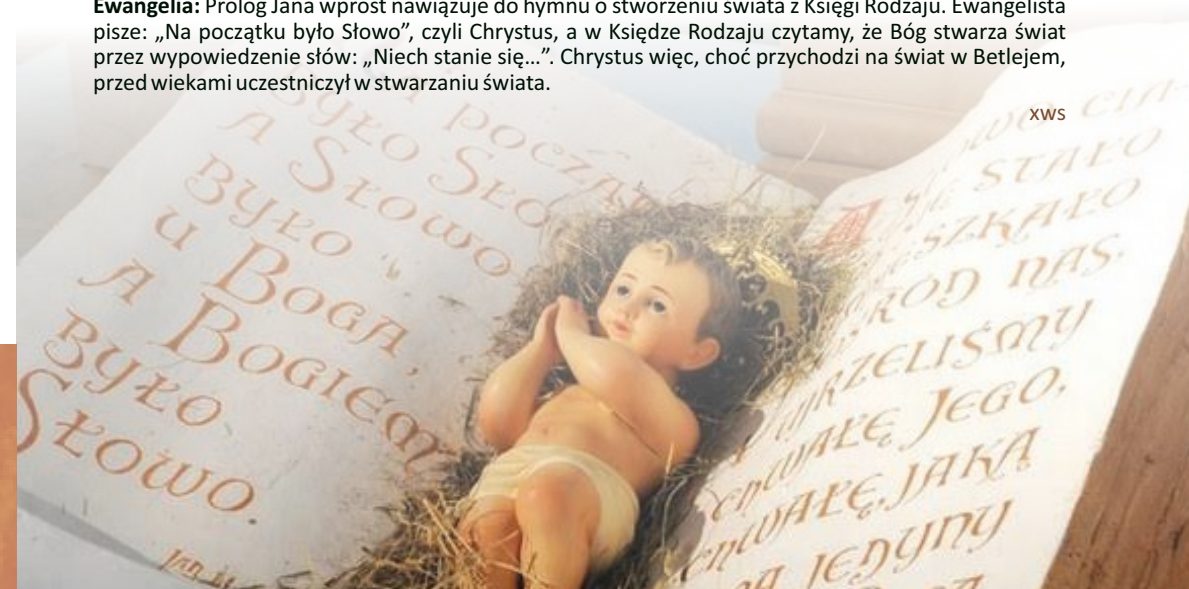 Ewangelia: Prolog Jana wprost nawiązuje do hymnu o stworzeniu świata z Księgi Rodzaju. Ewangelista
pisze: „Na początku było Słowo”, czyli Chrystus, a w Księdze Rodzaju czytamy, że Bóg stwarza świat
przez wypowiedzenie słów: „Niech stanie się...”. Chrystus więc, choć przychodzi na świat w Betlejem,
przed wiekami uczestniczył w stwarzaniu świata.
xws
BYŁO SŁO
A SŁOWO
BYŁO
U BOGA,
A BOGIEM
BYŁO
SŁOWO.
STAŁO
NAS.
CHWAŁĘ JEGO,
CHWAŁĘ, JAKĄ
JEDYNY